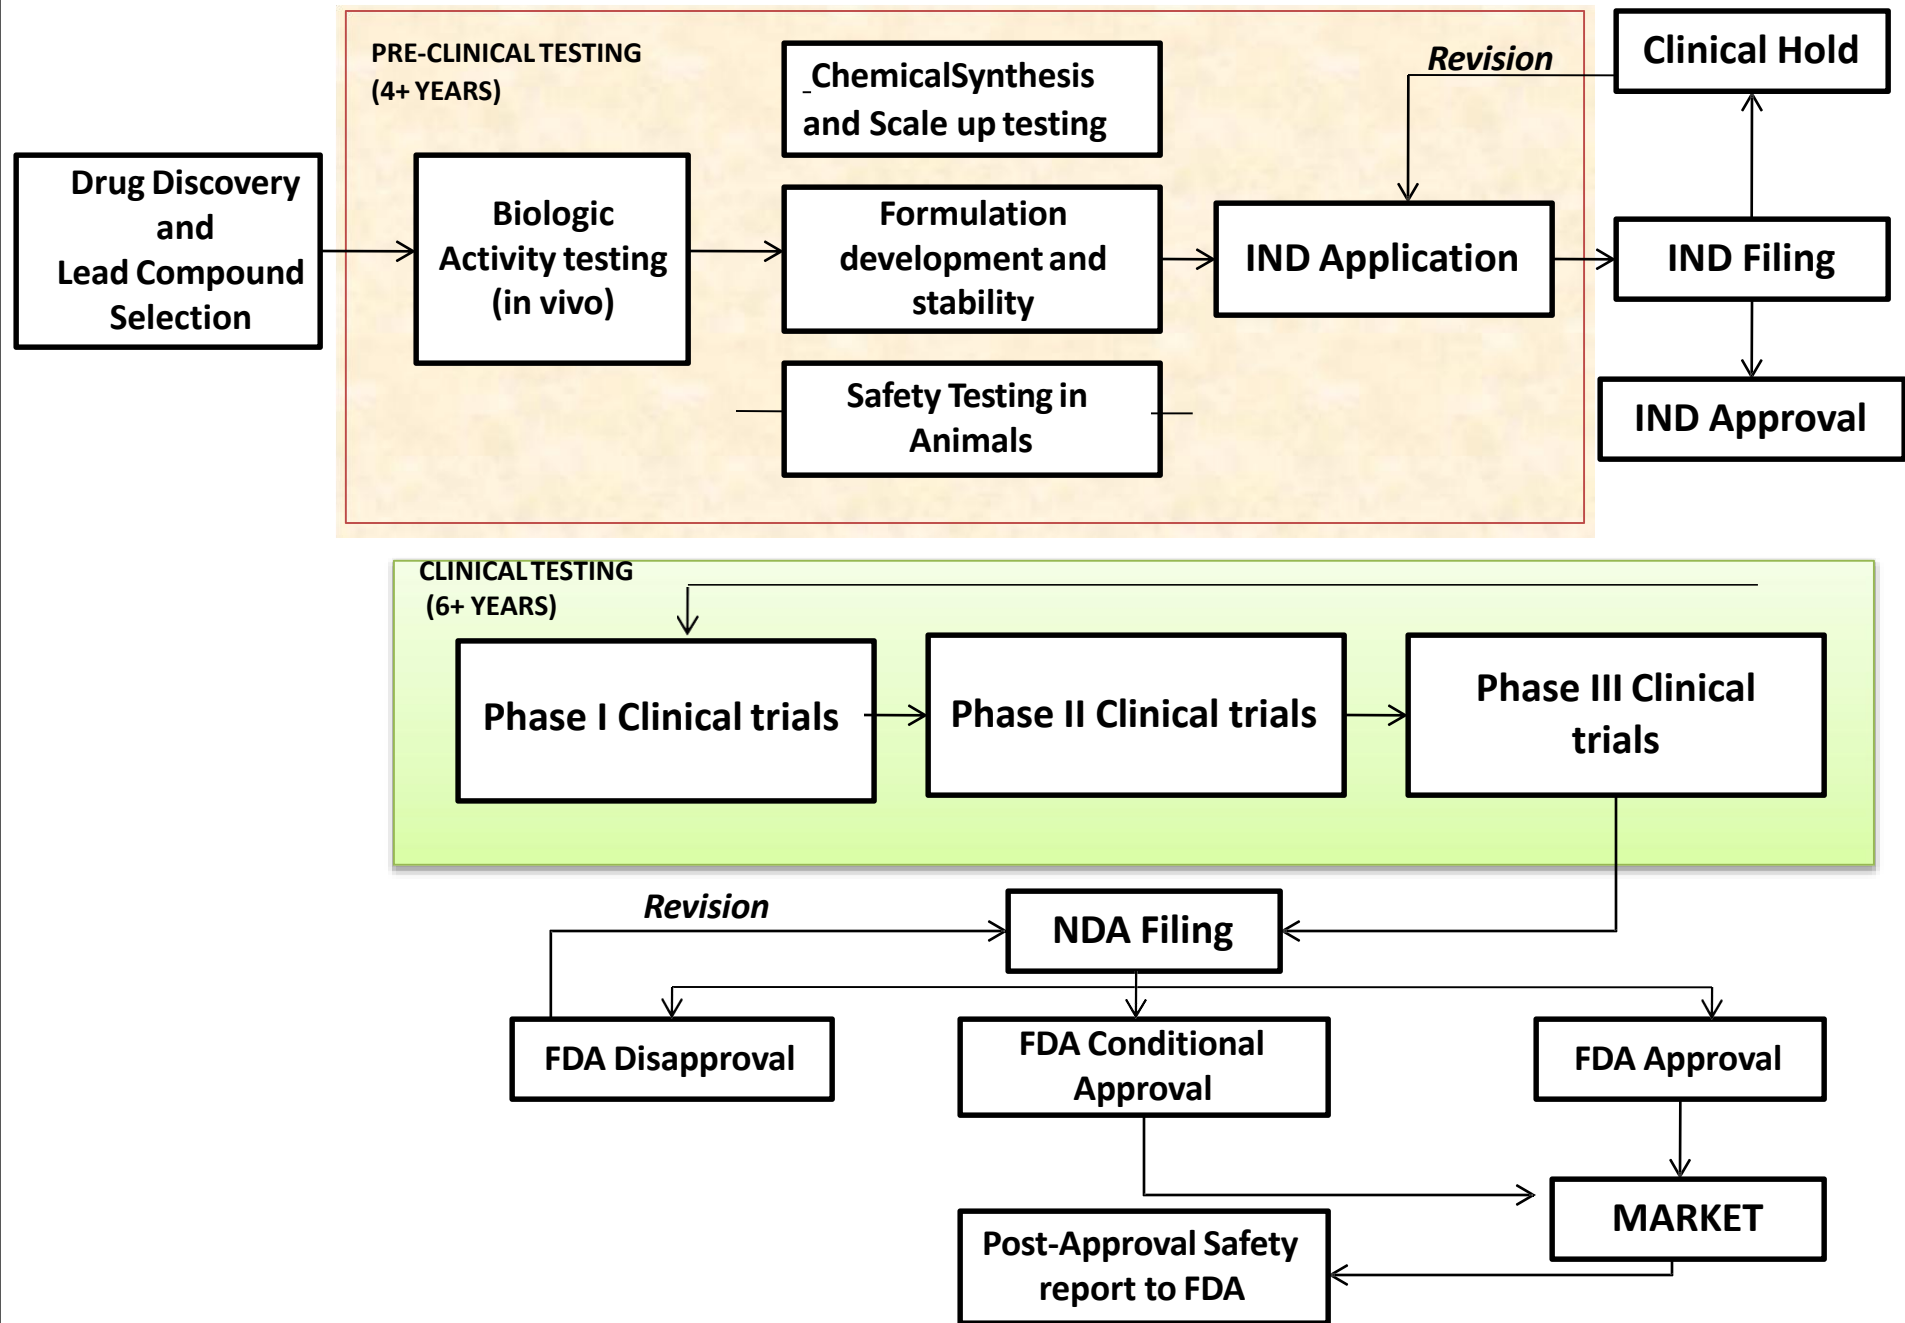 PRE-CLINICAL TESTING
(4+ YEARS)
_ChemicalSynthesis
and Scale up testing
Revision
Clinical Hold
Drug Discovery
and
Lead Compound
Selection
Biologic
Activity testing
(in vivo)
Formulation
development and
stability
IND Application
IND Filing
Safety Testing in
Animals
IND Approval
CLINICAL TESTING
(6+ YEARS)
Phase I Clinical trials
Phase II Clinical trials
Phase III Clinical
trials
Revision
NDA Filing
FDA Disapproval
FDA Conditional
Approval
FDA Approval
MARKET
Post-Approval Safety
report to FDA